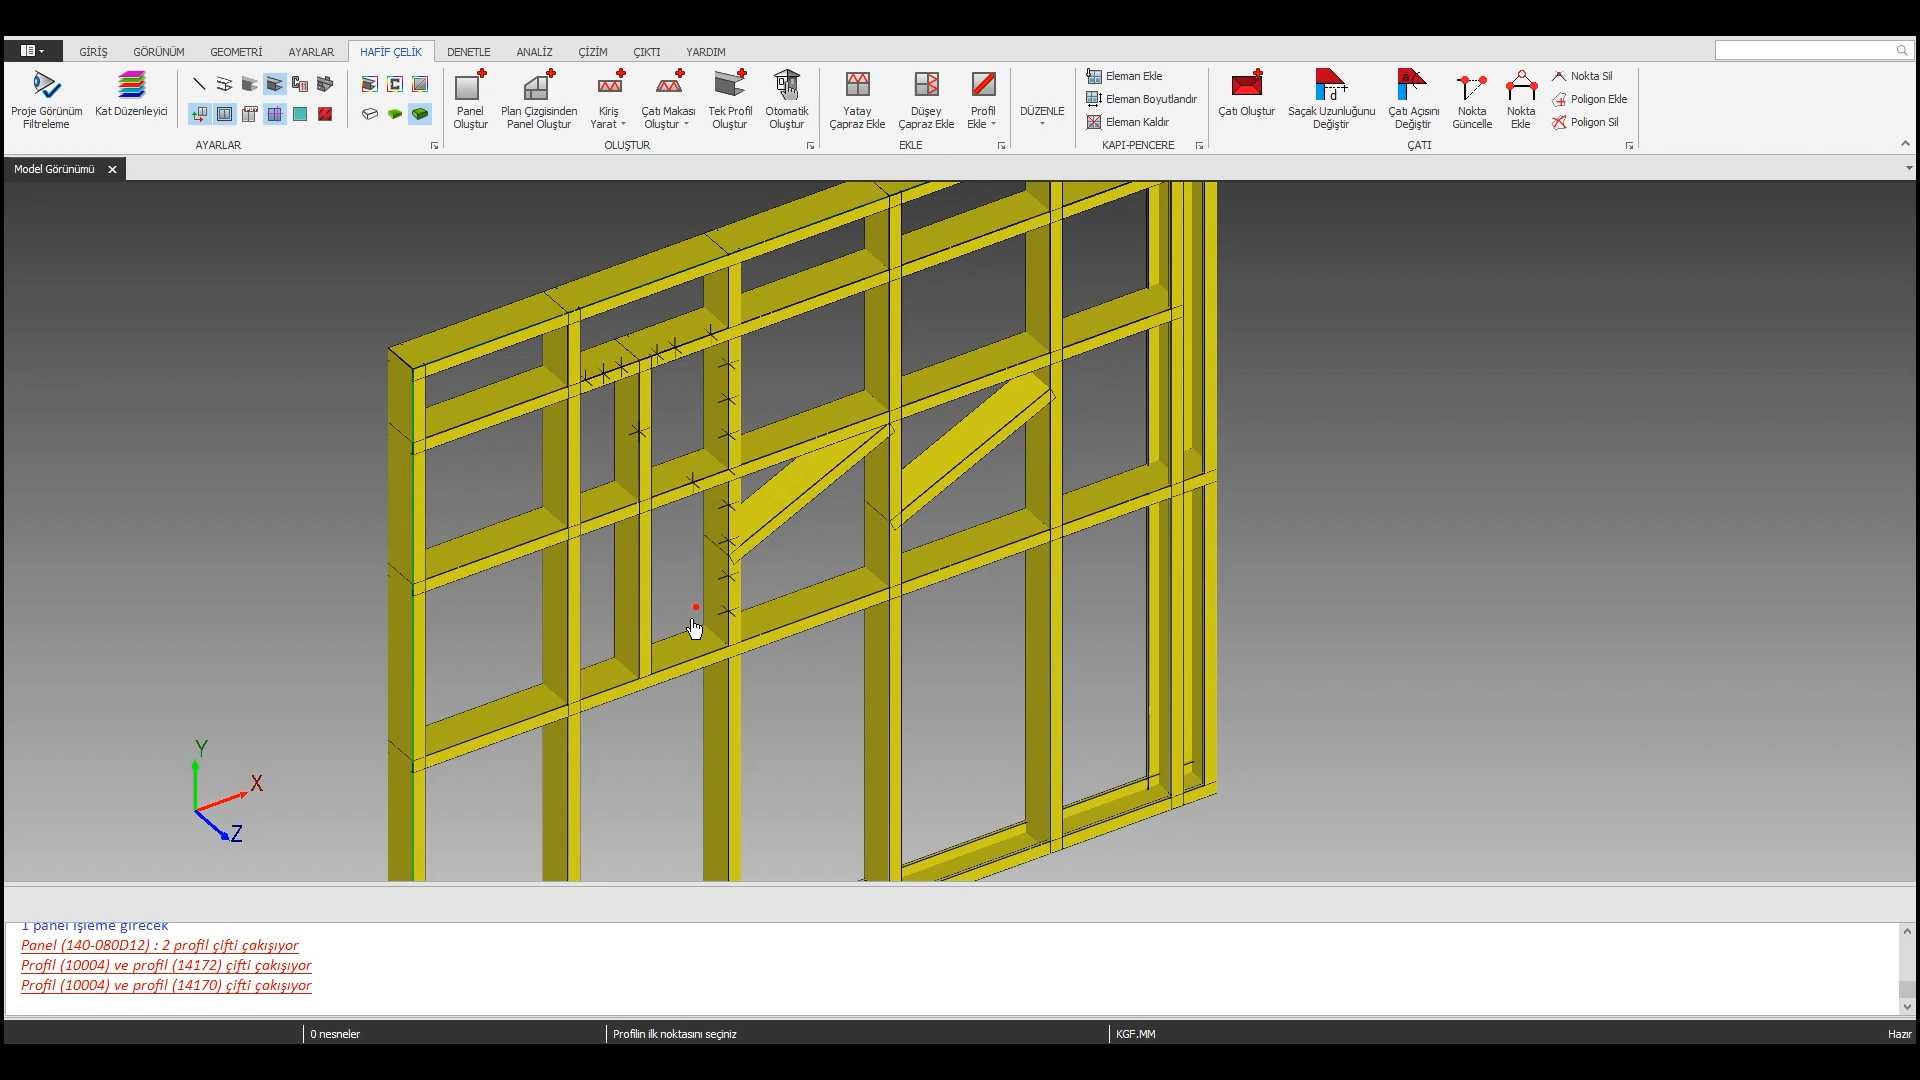 GİRİŞ GÖRÜNÜM GEOMETRİ AYARLAR HAFİF ÇELİK DENETLE ANALİZ ÇİZİM ÇIKTI YARDIM
Proje Görünüm
Filtreleme
Kat Düzenleyici
AYARLAR
Panel
Oluştur
Plan Çizgisinden
Panel Oluştur
Kiriş
Yarat
Çatı Makası
Oluştur
Tek Profil
Oluştur
Otomatik
Oluştur
OLUŞTUR
Yatay
Çapraz Ekle
Düşey
Çapraz Ekle
Profil
Ekle
EKLE
DÜZENLE
Eleman Ekle
Eleman Boyutlandır
Eleman Kaldır
KAPI-PENCERE
Çatı Oluştur
d
Saçak Uzunluğunu
Değiştir
a
Çatı Açısını
Değiştir
Nokta
Güncelle
Nokta
Ekle
Nokta Sil
Poligon Ekle
Poligon Sil
ÇATI
Model Görünümü
Y
X
Z
1 panel işleme girecek
Panel (140-080D12) : 2 profil çifti çakışıyor
Profil (10004) ve profil (14172) çifti çakışıyor
Profil (10004) ve profil (14170) çifti çakışıyor
0 nesneler
Profilin ilk noktasını seçiniz
KGF.MM
Hazır